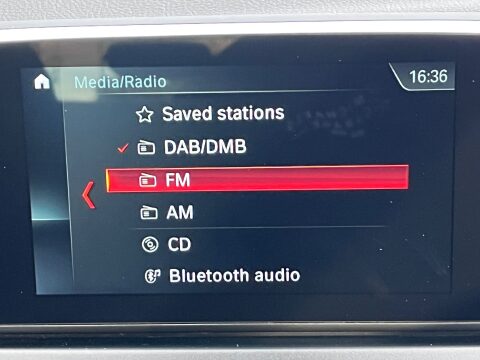 Media/Radio
16:36
Saved stations
DAB/DMB
FM
AM
CD
Bluetooth audio